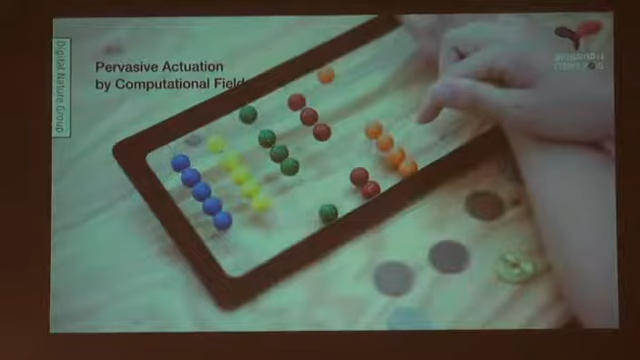 Pervasive Actuation
by Computational Field
Digital Nature Group